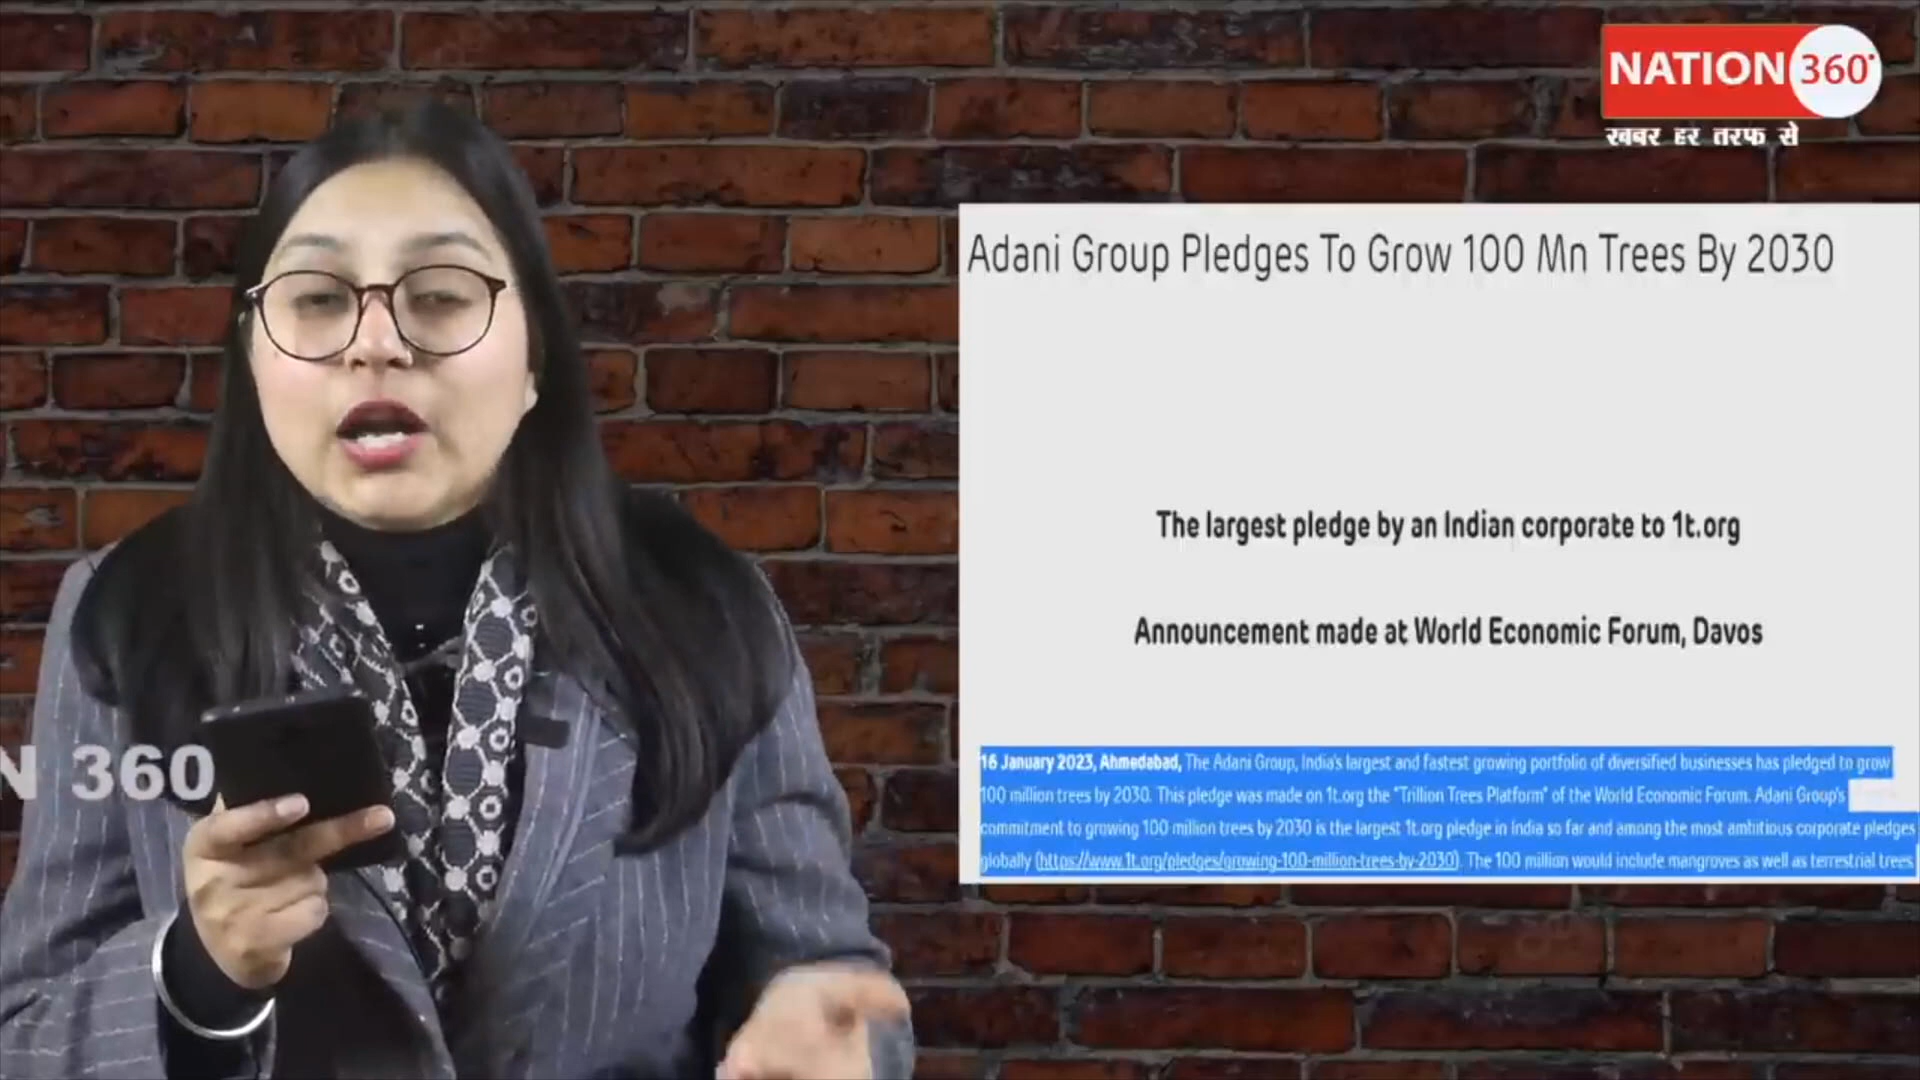 NATION 360°
खबर हर तरफ से
Adani Group Pledges To Grow 100 Mn Trees By 2030
The largest pledge by an Indian corporate to 1t.org
Announcement made at World Economic Forum, Davos
16 January 2023, Ahmedabad, The Adani Group, India's largest and fastest growing portfolio of diversified businesses has pledged to grow
100 million trees by 2030. This pledge was made on 1t.org the "Trillion Trees Platform" of the World Economic Forum. Adani Group's
commitment to growing 100 million trees by 2030 is the largest 1t.org pledge in India so far and among the most ambitious corporate pledges
globally (https://www.1t.org/pledges/growing-100-million-trees-by-2030). The 100 million would include mangroves as well as terrestrial trees
N 360